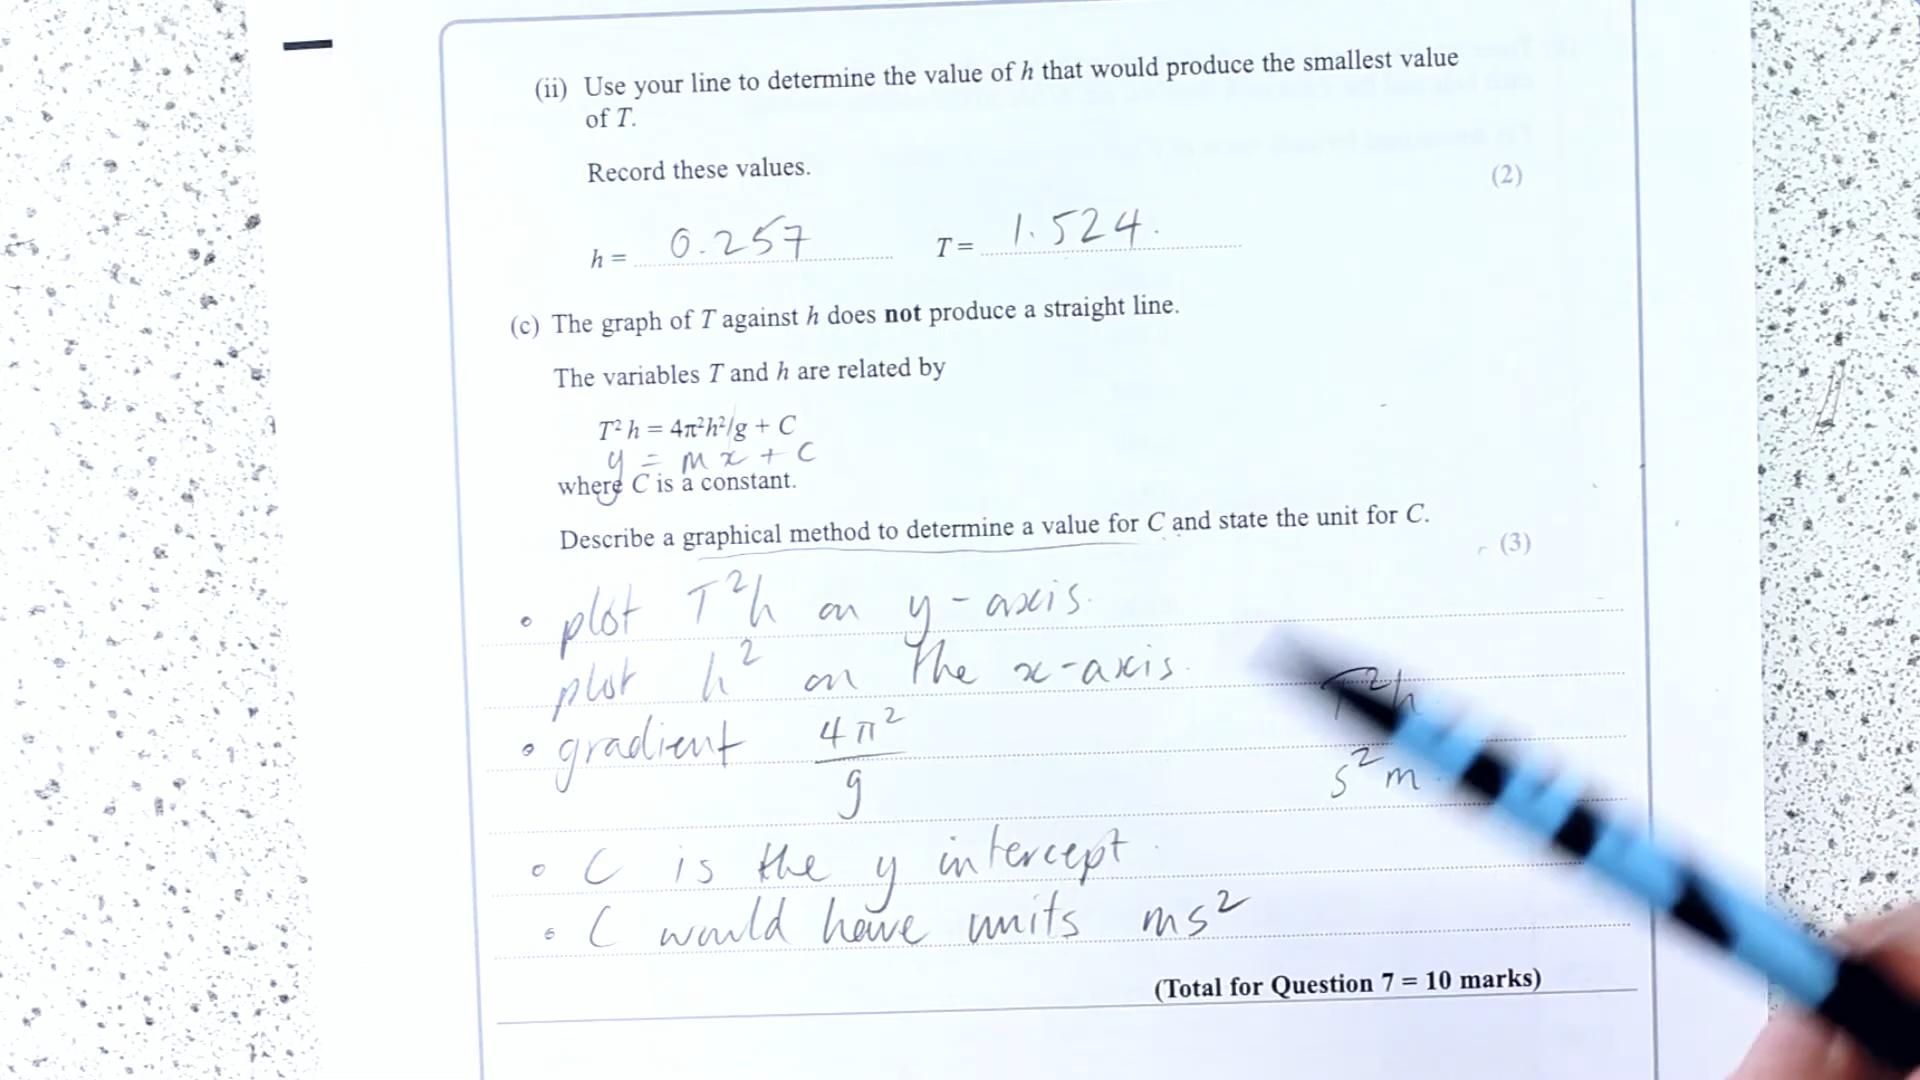 (ii) Use your line to determine the value of h that would produce the smallest value
of T.
Record these values.
(2)
h = 0.257 T = 1.524.
(c) The graph of T against h does not produce a straight line.
The variables T and h are related by
T² h = 4π²h²/g + C
y = m x + C
where C is a constant.
Describe a graphical method to determine a value for C and state the unit for C.
(3)
• plot T²h on y-axis.
plot h² on the x-axis.
T²h
• gradient 4π²
g
s²m
• C is the y intercept.
• C would have units ms²
(Total for Question 7 = 10 marks)